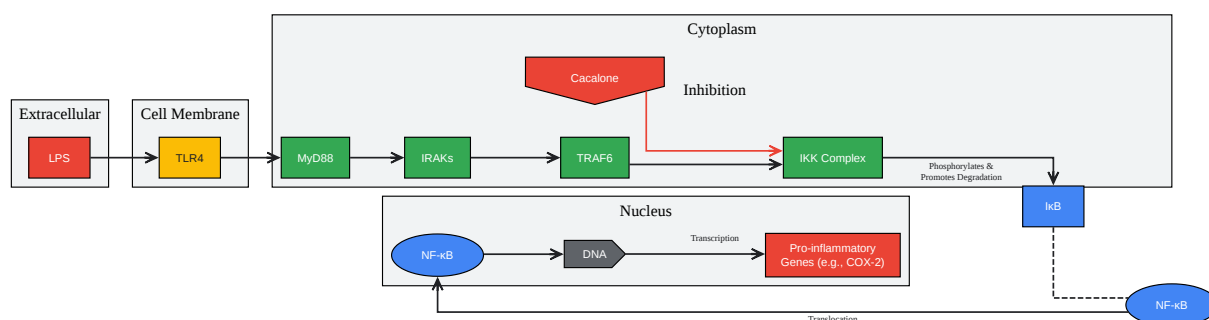 Cytoplasm
Cacalone
Inhibition
Extracellular
Cell Membrane
LPS
TLR4
MyD88
IRAKs
TRAF6
IKK Complex
Phosphorylates &
Promotes Degradation
IκB
Nucleus
NF-κB
DNA
Transcription
Pro-inflammatory
Genes (e.g., COX-2)
NF-κB
Translocation